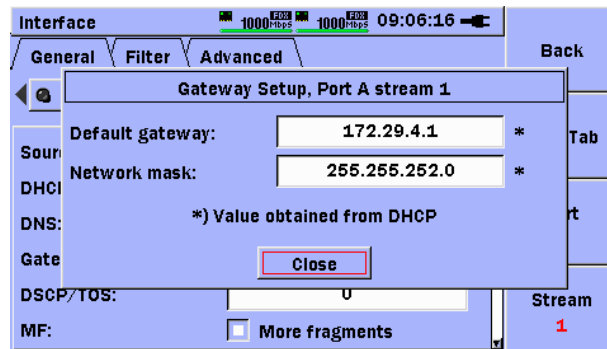 Interface 1000 FDX Mbps 1000 FDX Mbps 09:06:16
Back
General Filter Advanced
Gateway Setup, Port A stream 1
Default gateway: 172.29.4.1 *
Tab
Network mask: 255.255.252.0 *
*) Value obtained from DHCP
DNS:
Close
DSCP/TOS:
Stream
1
MF: More fragments